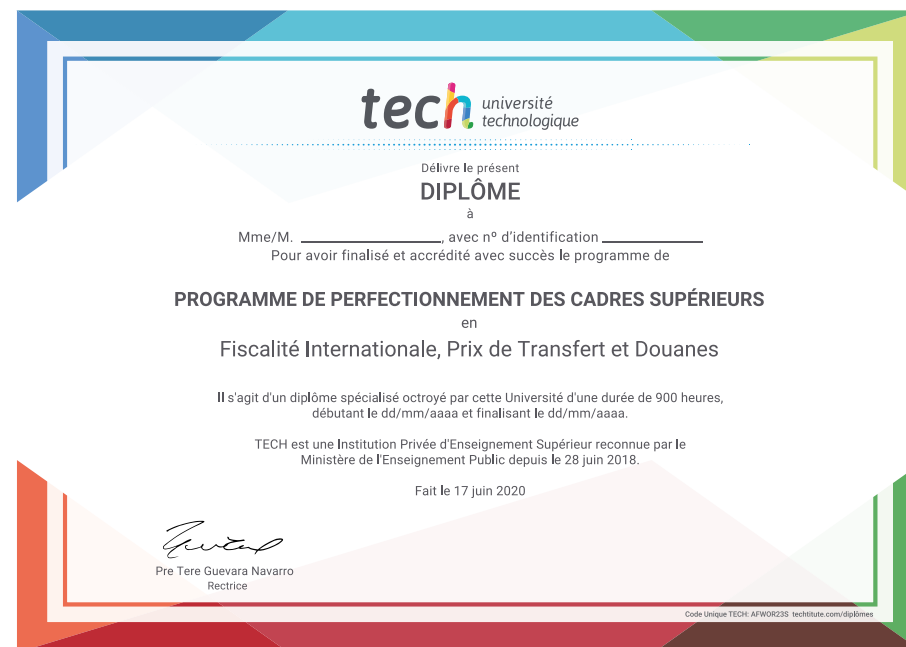 tech université
technologique
Délivre le présent
DIPLÔME
à
Mme/M. ____________________, avec nº d'identification ______________
Pour avoir finalisé et accrédité avec succès le programme de
PROGRAMME DE PERFECTIONNEMENT DES CADRES SUPÉRIEURS
en
Fiscalité Internationale, Prix de Transfert et Douanes
Il s'agit d'un diplôme spécialisé octroyé par cette Université d'une durée de 900 heures,
débutant le dd/mm/aaaa et finalisant le dd/mm/aaaa.
TECH est une Institution Privée d'Enseignement Supérieur reconnue par le
Ministère de l'Enseignement Public depuis le 28 juin 2018.
Fait le 17 juin 2020
Pre Tere Guevara Navarro
Rectrice
Code Unique TECH: AFWOR23S techtitute.com/diplômes